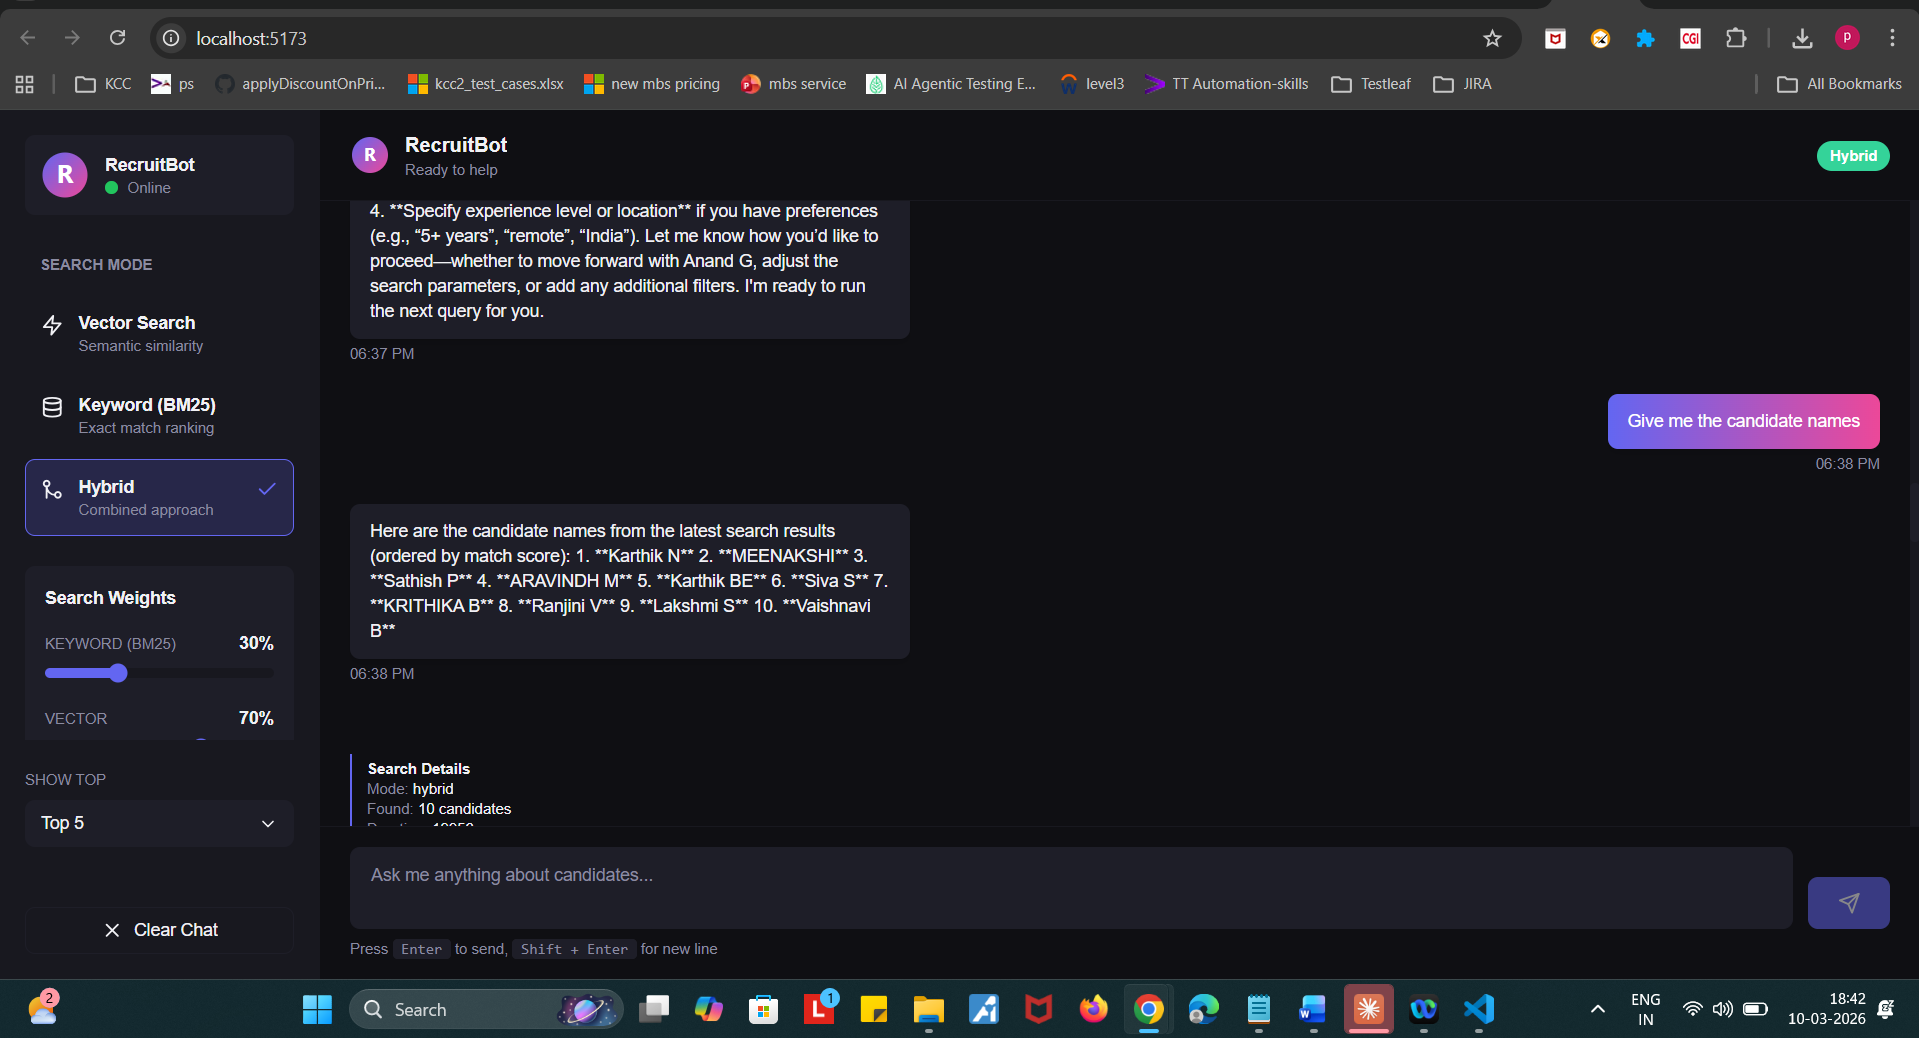 localhost:5173
CGI
P
KCC
ps
applyDiscountOnPri...
kcc2_test_cases.xlsx
new mbs pricing
mbs service
AI Agentic Testing E...
level3
TT Automation-skills
Testleaf
JIRA
All Bookmarks
R
RecruitBot
Online
SEARCH MODE
Vector Search
Semantic similarity
Keyword (BM25)
Exact match ranking
Hybrid
Combined approach
Search Weights
KEYWORD (BM25) 30%
VECTOR 70%
SHOW TOP
Top 5
Clear Chat
R
RecruitBot
Ready to help
Hybrid
4. **Specify experience level or location** if you have preferences
(e.g., “5+ years”, “remote”, “India”). Let me know how you’d like to
proceed—whether to move forward with Anand G, adjust the
search parameters, or add any additional filters. I'm ready to run
the next query for you.
06:37 PM
Give me the candidate names
06:38 PM
Here are the candidate names from the latest search results
(ordered by match score): 1. **Karthik N** 2. **MEENAKSHI** 3.
**Sathish P** 4. **ARAVINDH M** 5. **Karthik BE** 6. **Siva S** 7.
**KRITHIKA B** 8. **Ranjini V** 9. **Lakshmi S** 10. **Vaishnavi
B**
06:38 PM
Search Details
Mode: hybrid
Found: 10 candidates
Ask me anything about candidates...
Press Enter to send, Shift + Enter for new line
2
Search
L
1
ENG
IN
18:42
10-03-2026